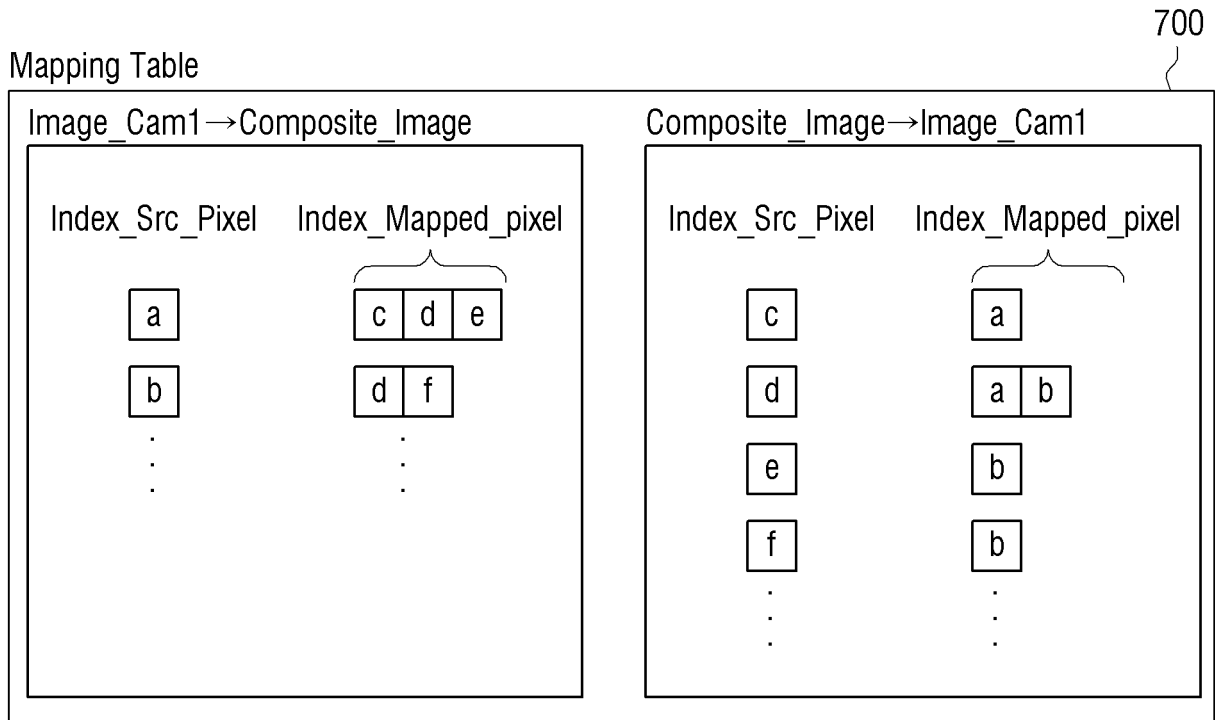 700
Mapping Table
Image_Cam1→Composite_Image
Index_Src_Pixel Index_Mapped_pixel
a c d e
b d f
Composite_Image→Image_Cam1
Index_Src_Pixel Index_Mapped_pixel
c a
d a b
e b
f b